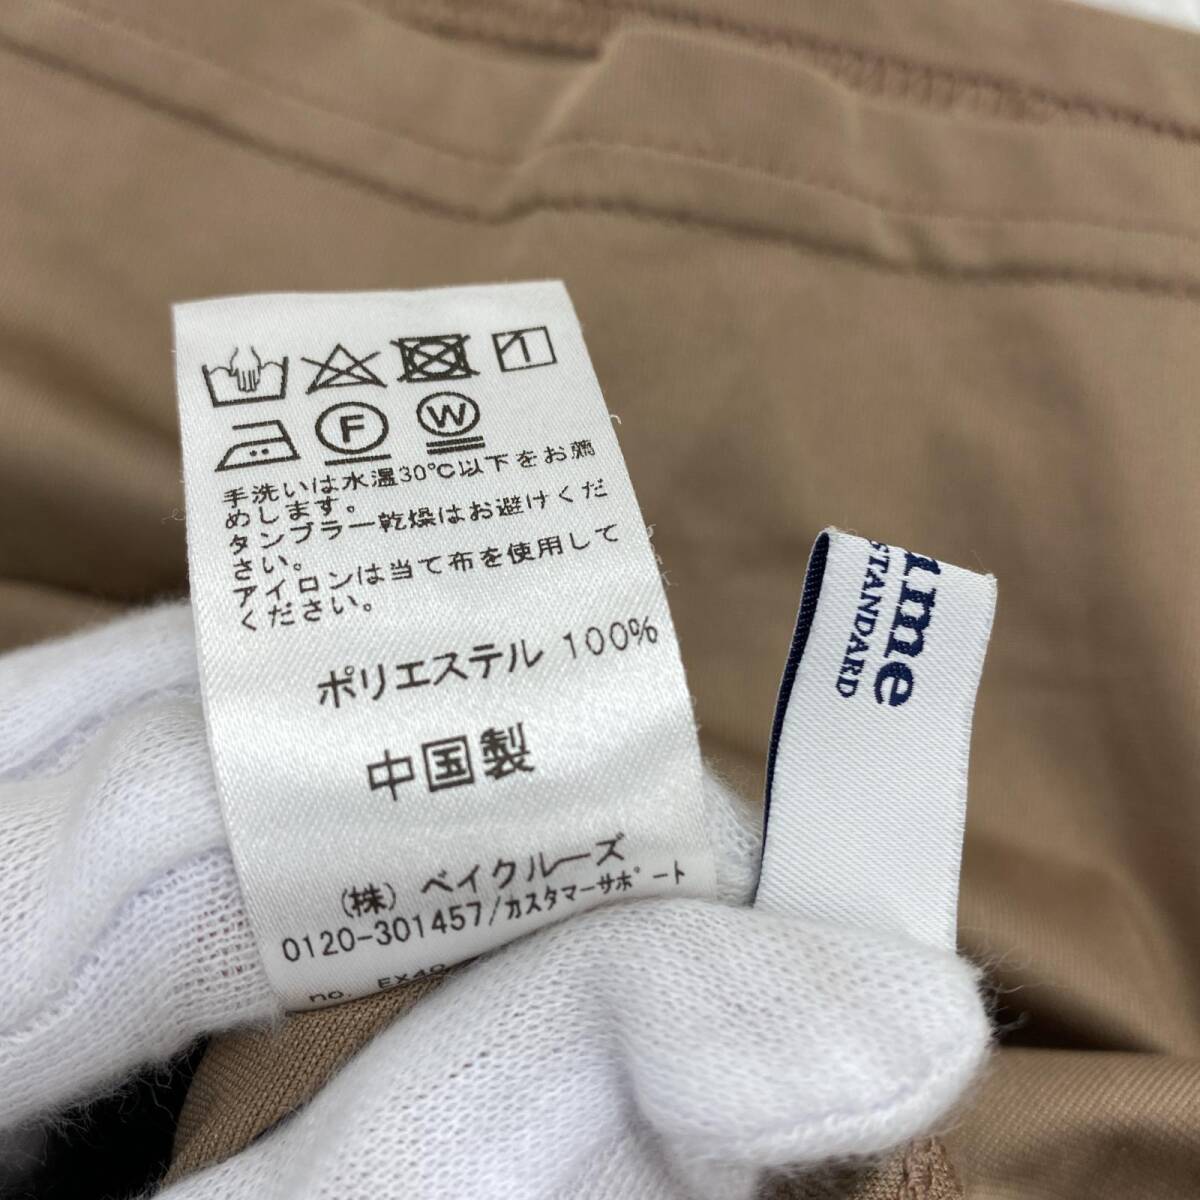 F W
手洗いは水温30℃以下をお薦
めします。
タンブラー乾燥はお避けくだ
さい。
アイロンは当て布を使用して
ください。
ポリエステル 100%
中国製
(株) ベイクルーズ
0120-301457/カスタマーサポート
no. EX40
ume
STANDARD